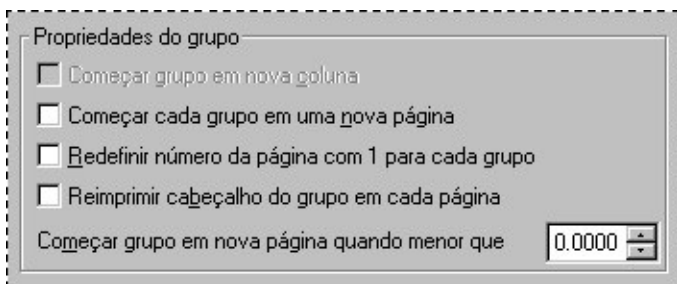 Propriedades do grupo
Começar grupo em nova coluna
Começar cada grupo em uma nova página
Redefinir número da página com 1 para cada grupo
Reimprimir cabeçalho do grupo em cada página
Começar grupo em nova página quando menor que 0.0000